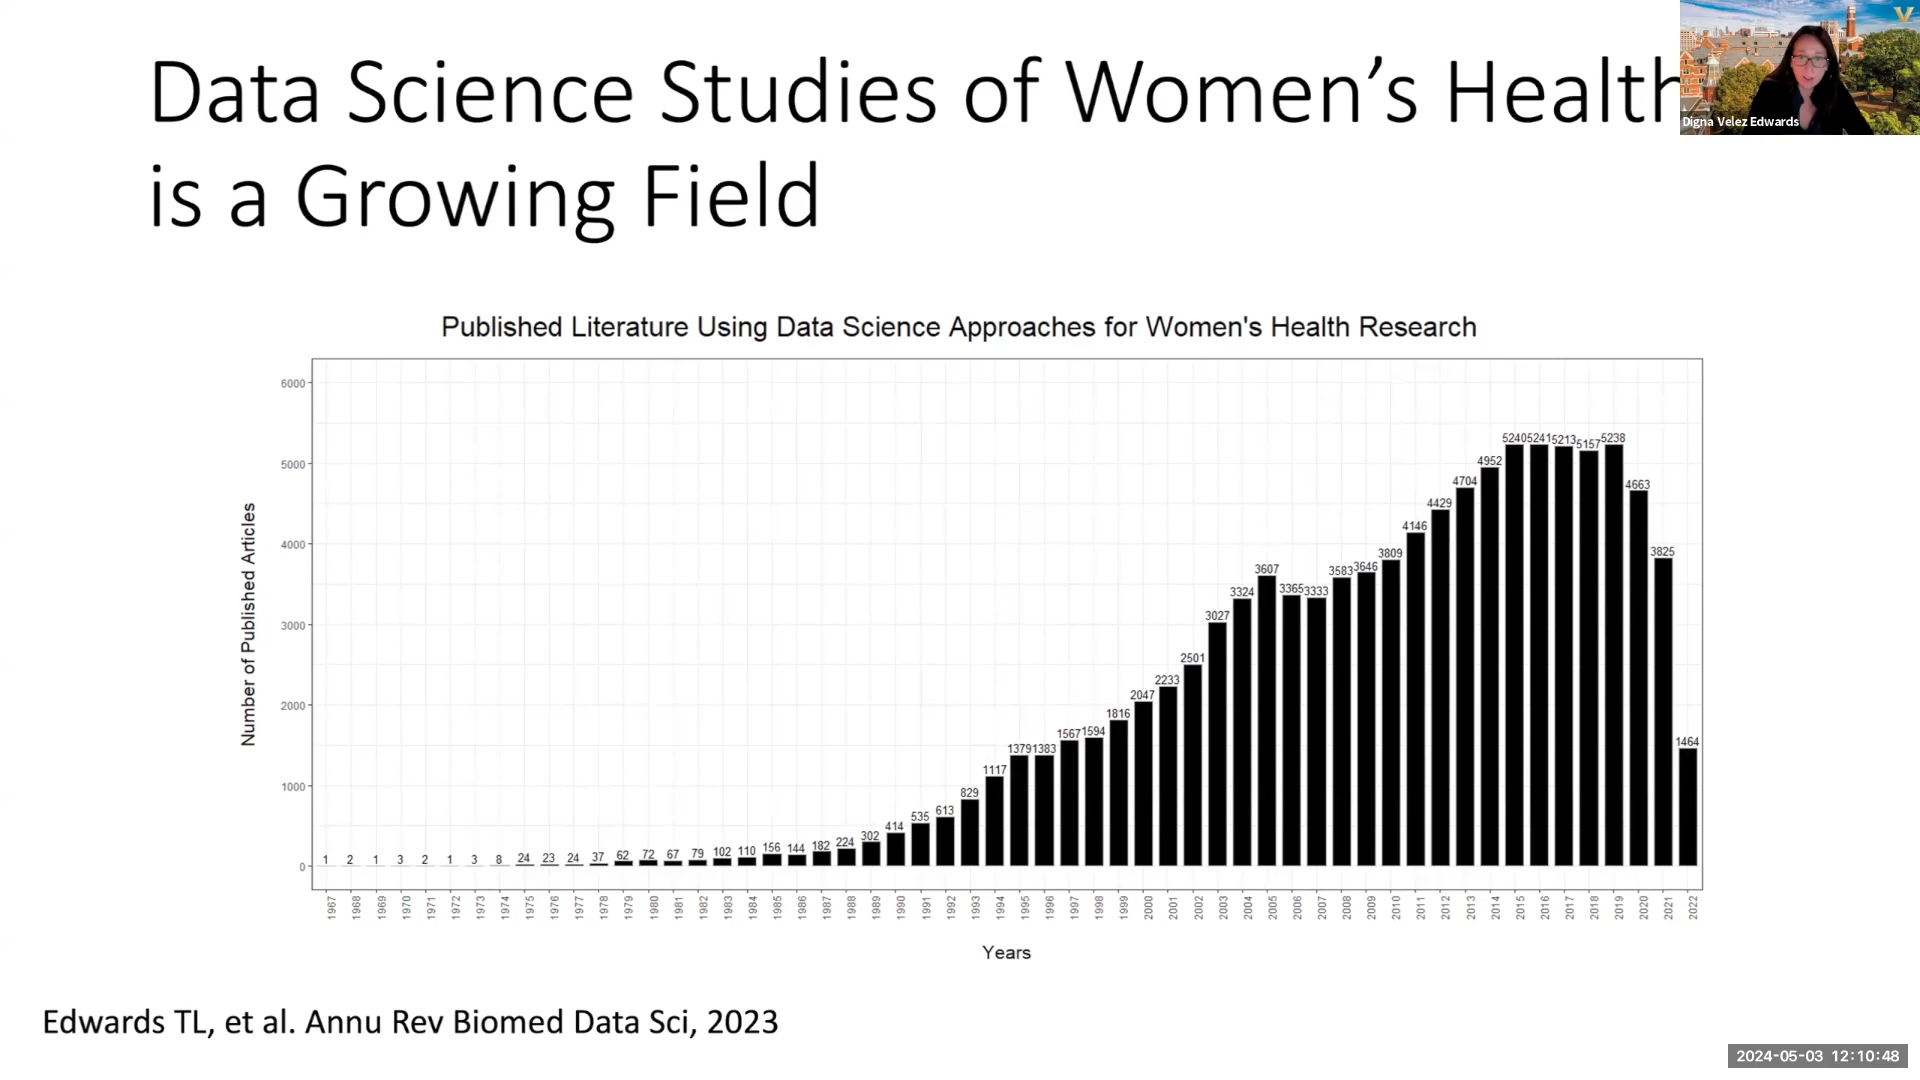 Data Science Studies of Women’s Health
is a Growing Field
Digna Velez Edwards
Published Literature Using Data Science Approaches for Women's Health Research
Number of Published Articles
6000
5000
4000
3000
2000
1000
0
1 2 1 3 2 1 3 8 24 23 24 37 62 72 67 79 102 110 156 144 182 224 302 414 535 613 829 1117 1379 1383 1567 1594 1816 2047 2233 2501 3027 3324 3607 3365 3333 3583 3646 3809 4146 4429 4704 4952 5240 5241 5213 5157 5238 4663 3825 1464
1967 1968 1969 1970 1971 1972 1973 1974 1975 1976 1977 1978 1979 1980 1981 1982 1983 1984 1985 1986 1987 1988 1989 1990 1991 1992 1993 1994 1995 1996 1997 1998 1999 2000 2001 2002 2003 2004 2005 2006 2007 2008 2009 2010 2011 2012 2013 2014 2015 2016 2017 2018 2019 2020 2021 2022
Years
Edwards TL, et al. Annu Rev Biomed Data Sci, 2023
2024-05-03 12:10:48